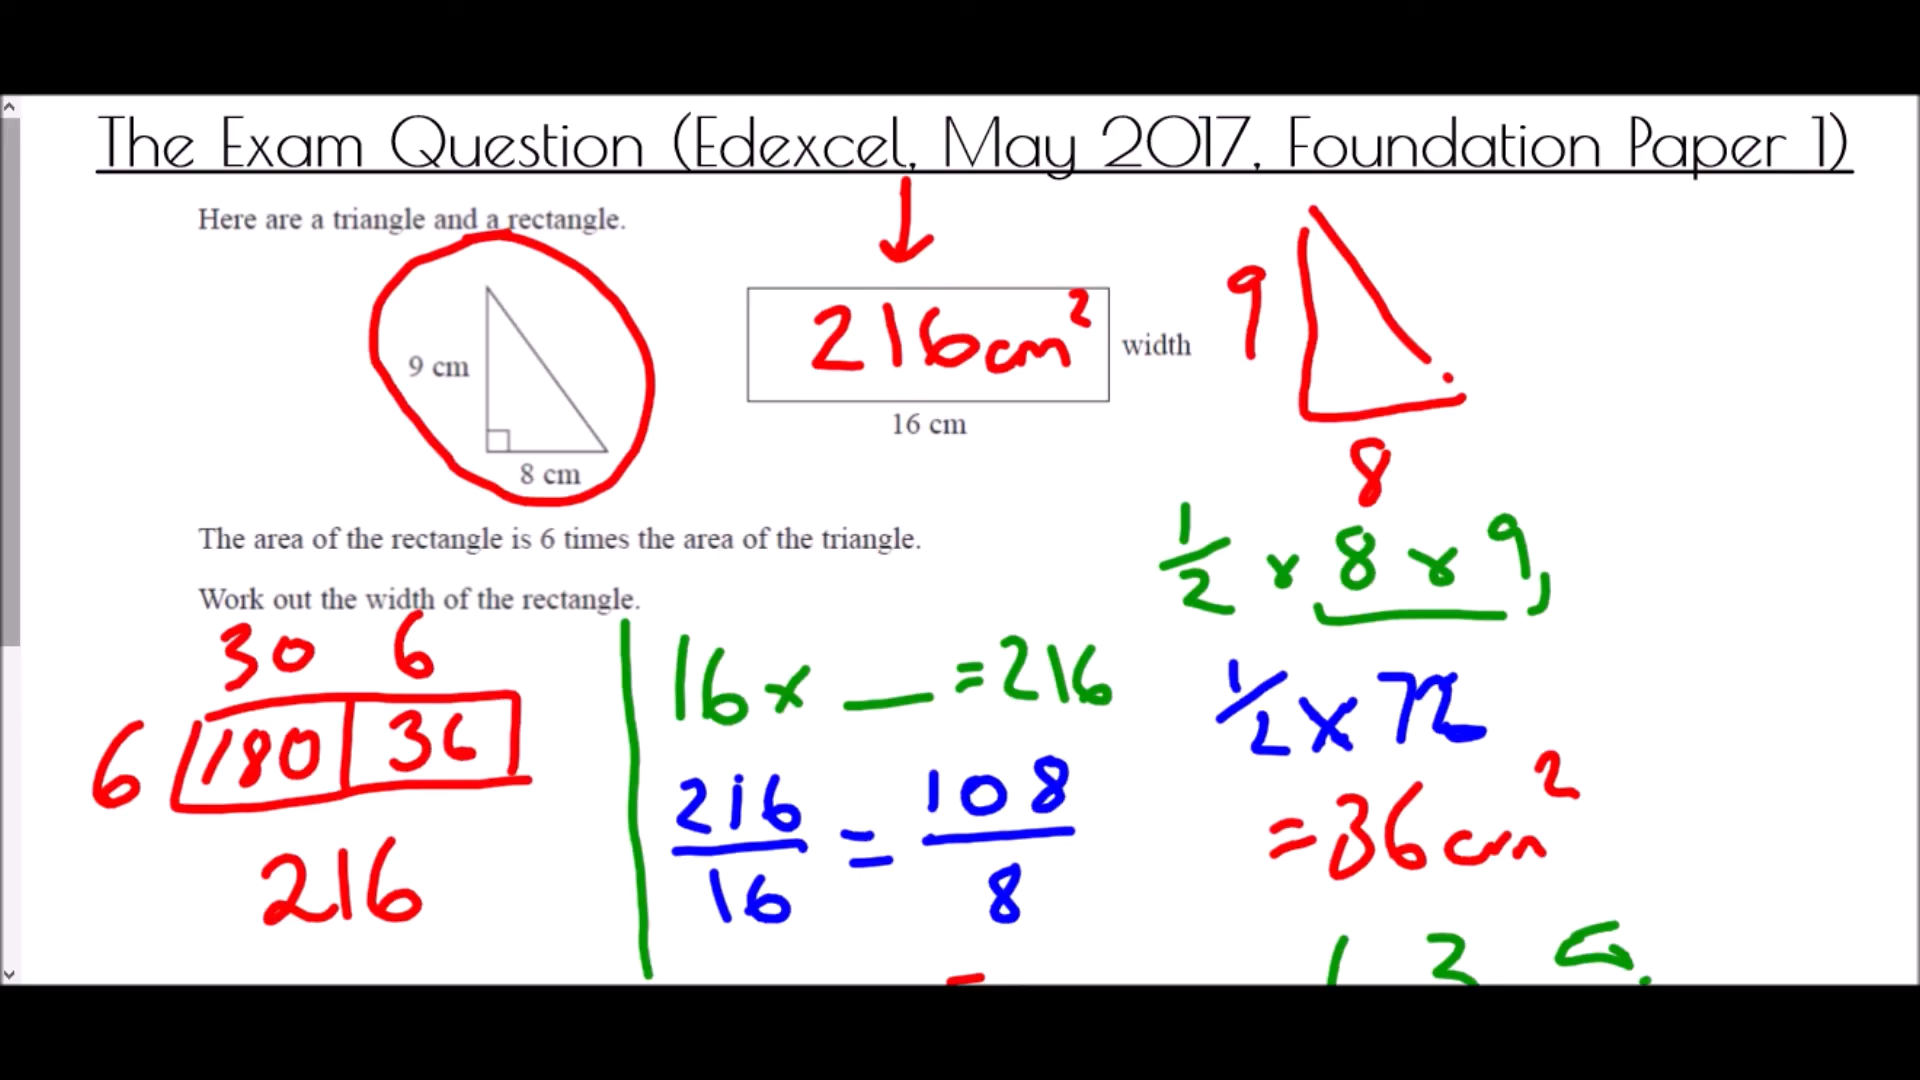 The Exam Question (Edexcel, May 2017, Foundation Paper 1)
Here are a triangle and a rectangle.
9 cm
8 cm
216cm²
width
16 cm
9
8
The area of the rectangle is 6 times the area of the triangle.
Work out the width of the rectangle.
30 6
6 180 36
216
16 x __ = 216
216/16 = 108/8
1/2 x 8 x 9,
1/2 x 72
= 36cm²